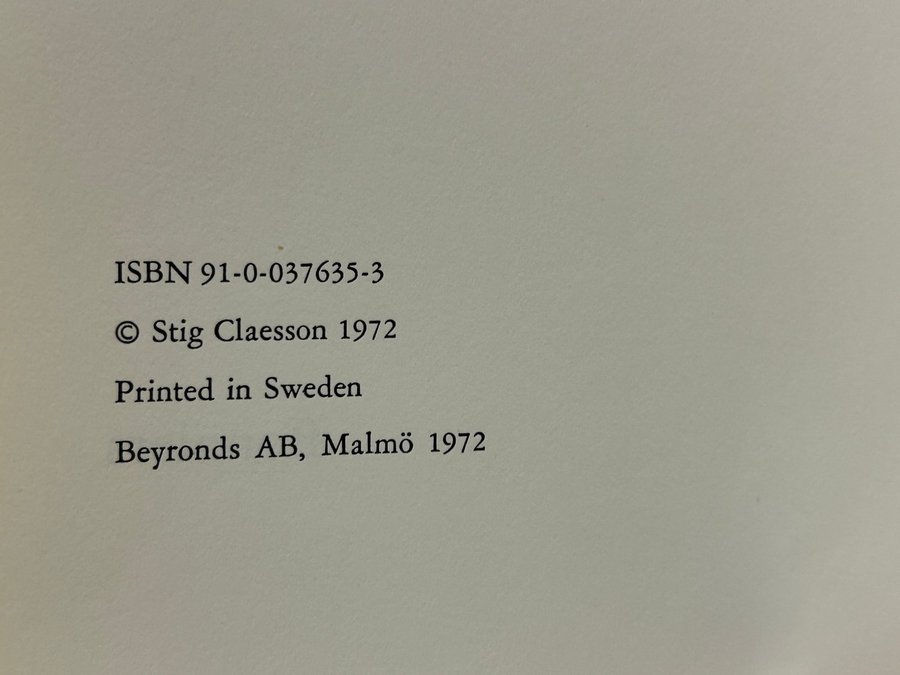 ISBN 91-0-037635-3
© Stig Claesson 1972
Printed in Sweden
Beyronds AB, Malmö 1972